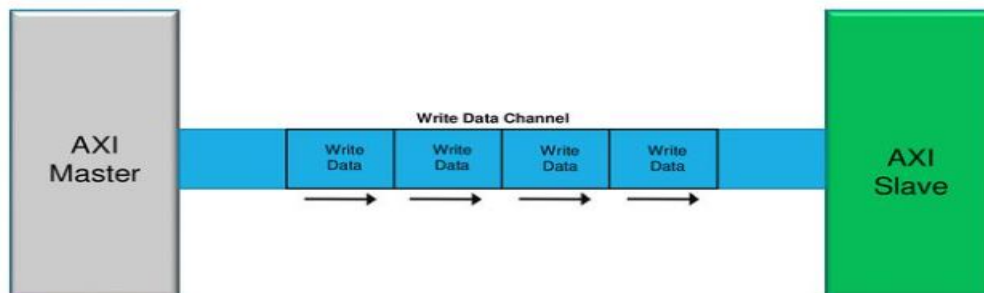 Write Data Channel
AXI
Master
Write
Data
Write
Data
Write
Data
Write
Data
AXI
Slave